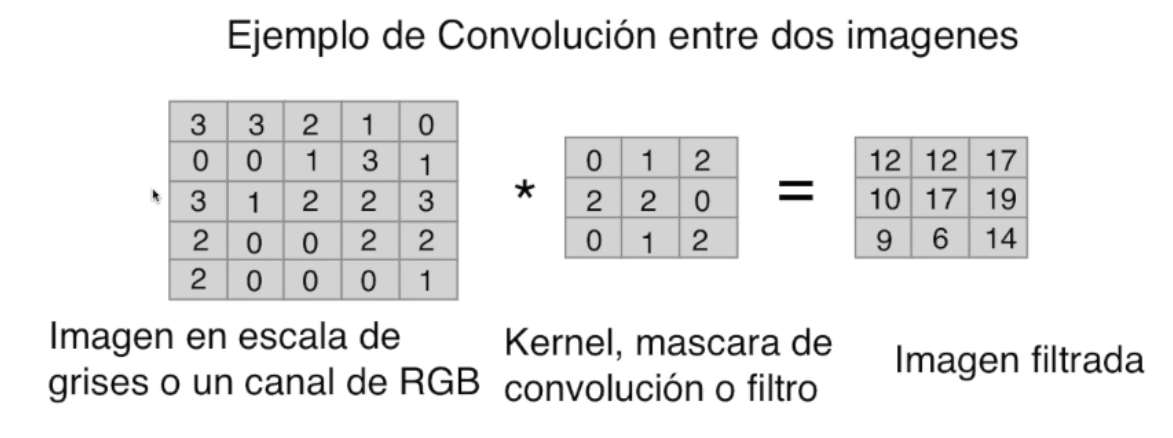 Ejemplo de Convolución entre dos imagenes
3 3 2 1 0
0 0 1 3 1
3 1 2 2 3
2 0 0 2 2
2 0 0 0 1
*
0 1 2
2 2 0
0 1 2
=
12 12 17
10 17 19
9 6 14
Imagen en escala de
grises o un canal de RGB
Kernel, mascara de
convolución o filtro
Imagen filtrada